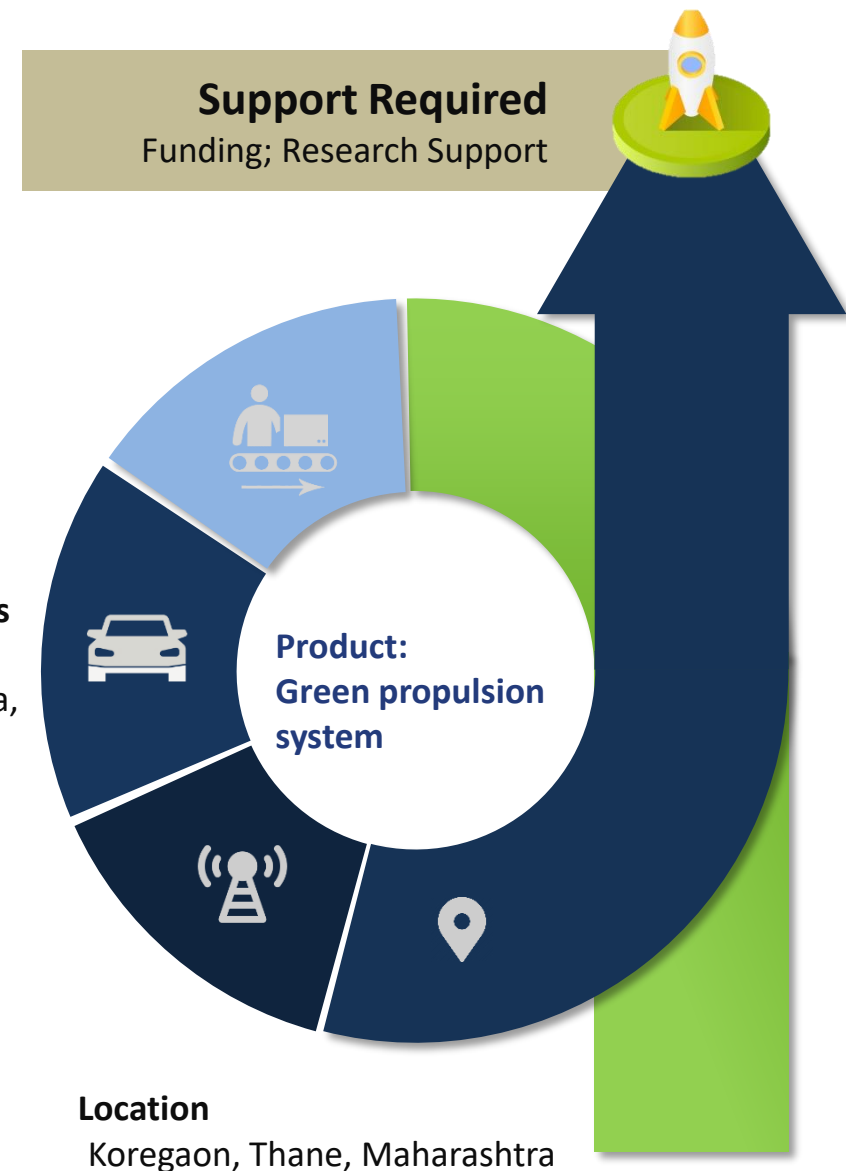 Support Required
Funding; Research Support
s
a,
Product:
Green propulsion
system
Location
Koregaon, Thane, Maharashtra